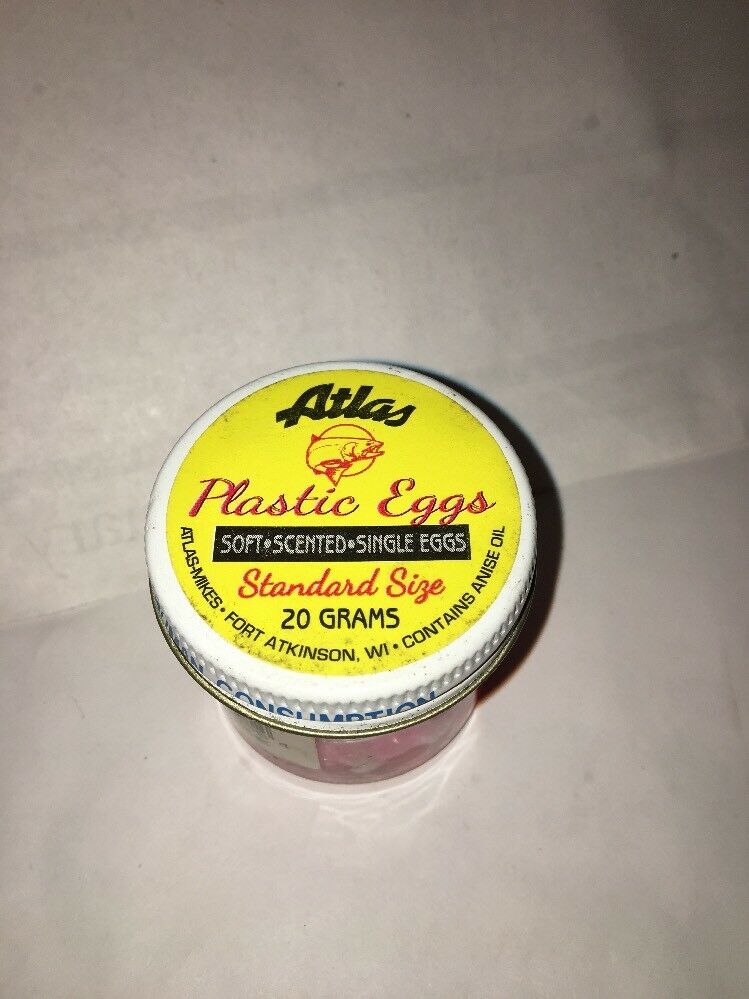 Atlas
Plastic Eggs
SOFT•SCENTED•SINGLE EGGS
Standard Size
20 GRAMS
ATLAS-MIKES • FORT ATKINSON, WI • CONTAINS ANISE OIL
CONSUMPTION